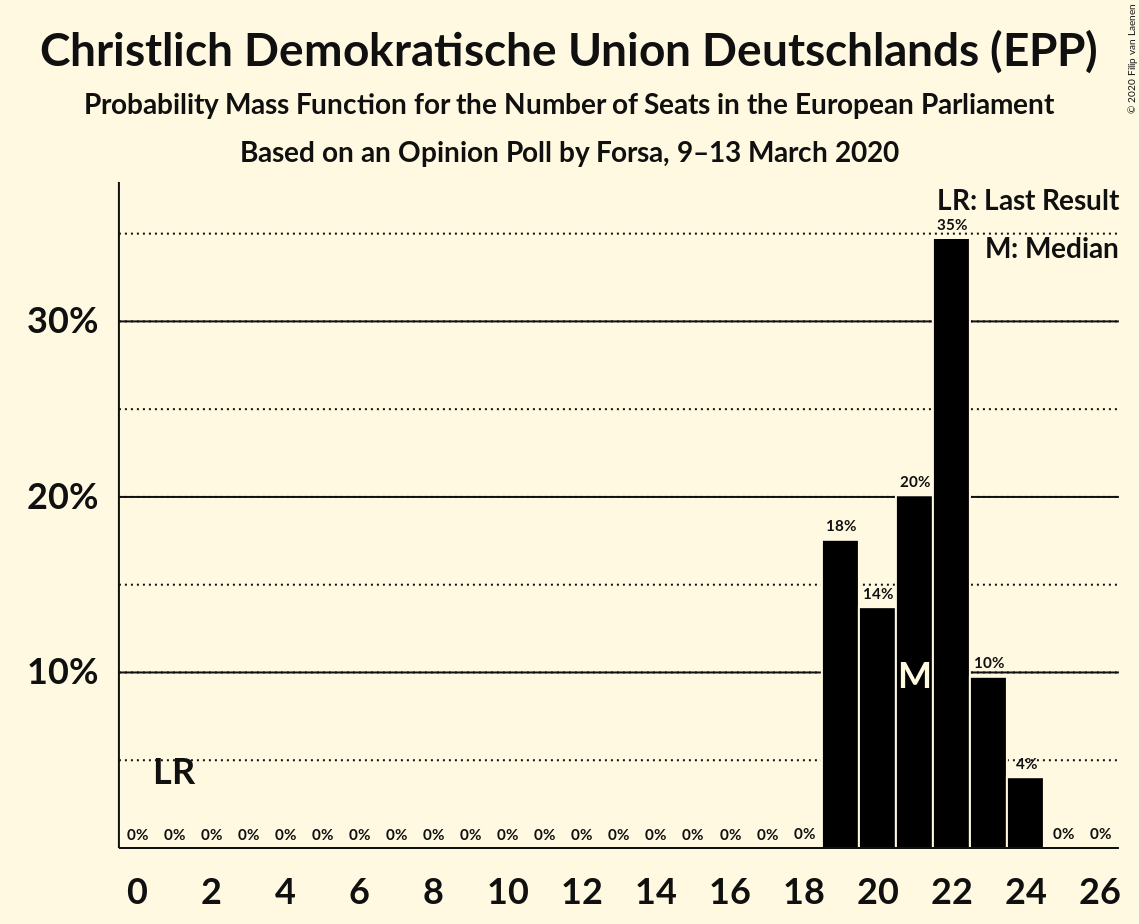 Christlich Demokratische Union Deutschlands (EPP)
Probability Mass Function for the Number of Seats in the European Parliament
Based on an Opinion Poll by Forsa, 9–13 March 2020
© 2020 Filip van Laenen
LR: Last Result
35%
M: Median
30%
20%
20%
18%
14%
10%
10%
M
LR
4%
0% 0% 0% 0% 0% 0% 0% 0% 0% 0% 0% 0% 0% 0% 0% 0% 0% 0% 0% 0% 0%
0 2 4 6 8 10 12 14 16 18 20 22 24 26